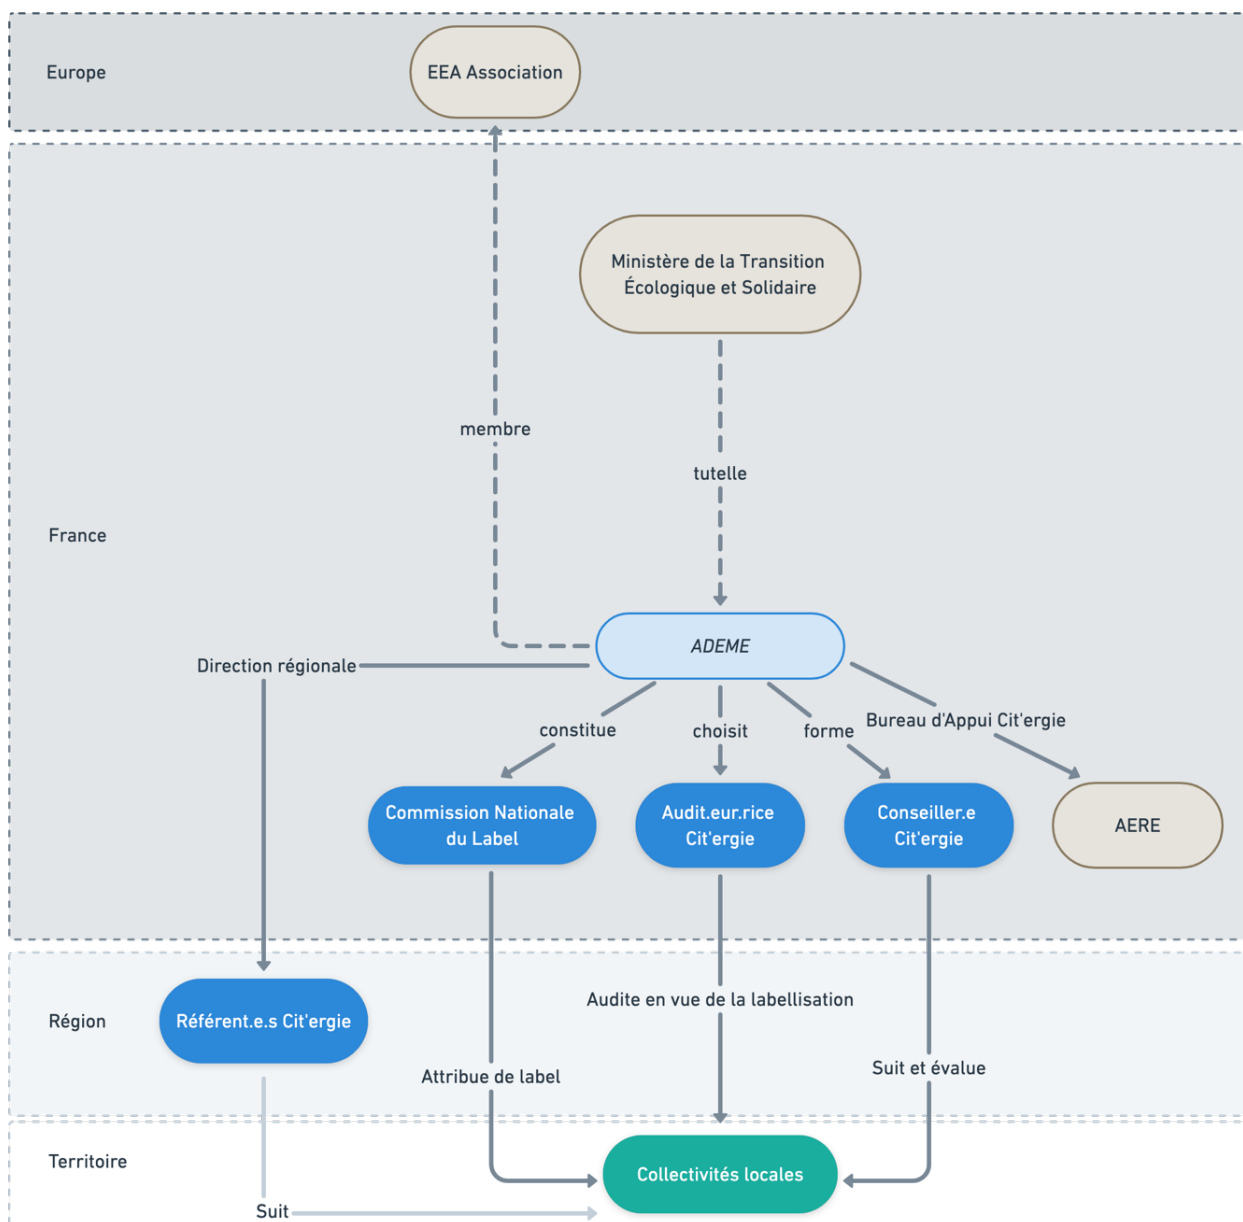 Europe
EEA Association
Ministère de la Transition
Écologique et Solidaire
membre
tutelle
France
ADEME
Direction régionale
constitue
choisit
forme
Bureau d'Appui Cit'ergie
Commission Nationale
du Label
Audit.eur.rice
Cit'ergie
Conseiller.e
Cit'ergie
AERE
Région
Référent.e.s Cit'ergie
Audite en vue de la labellisation
Attribue de label
Suit et évalue
Territoire
Collectivités locales
Suit